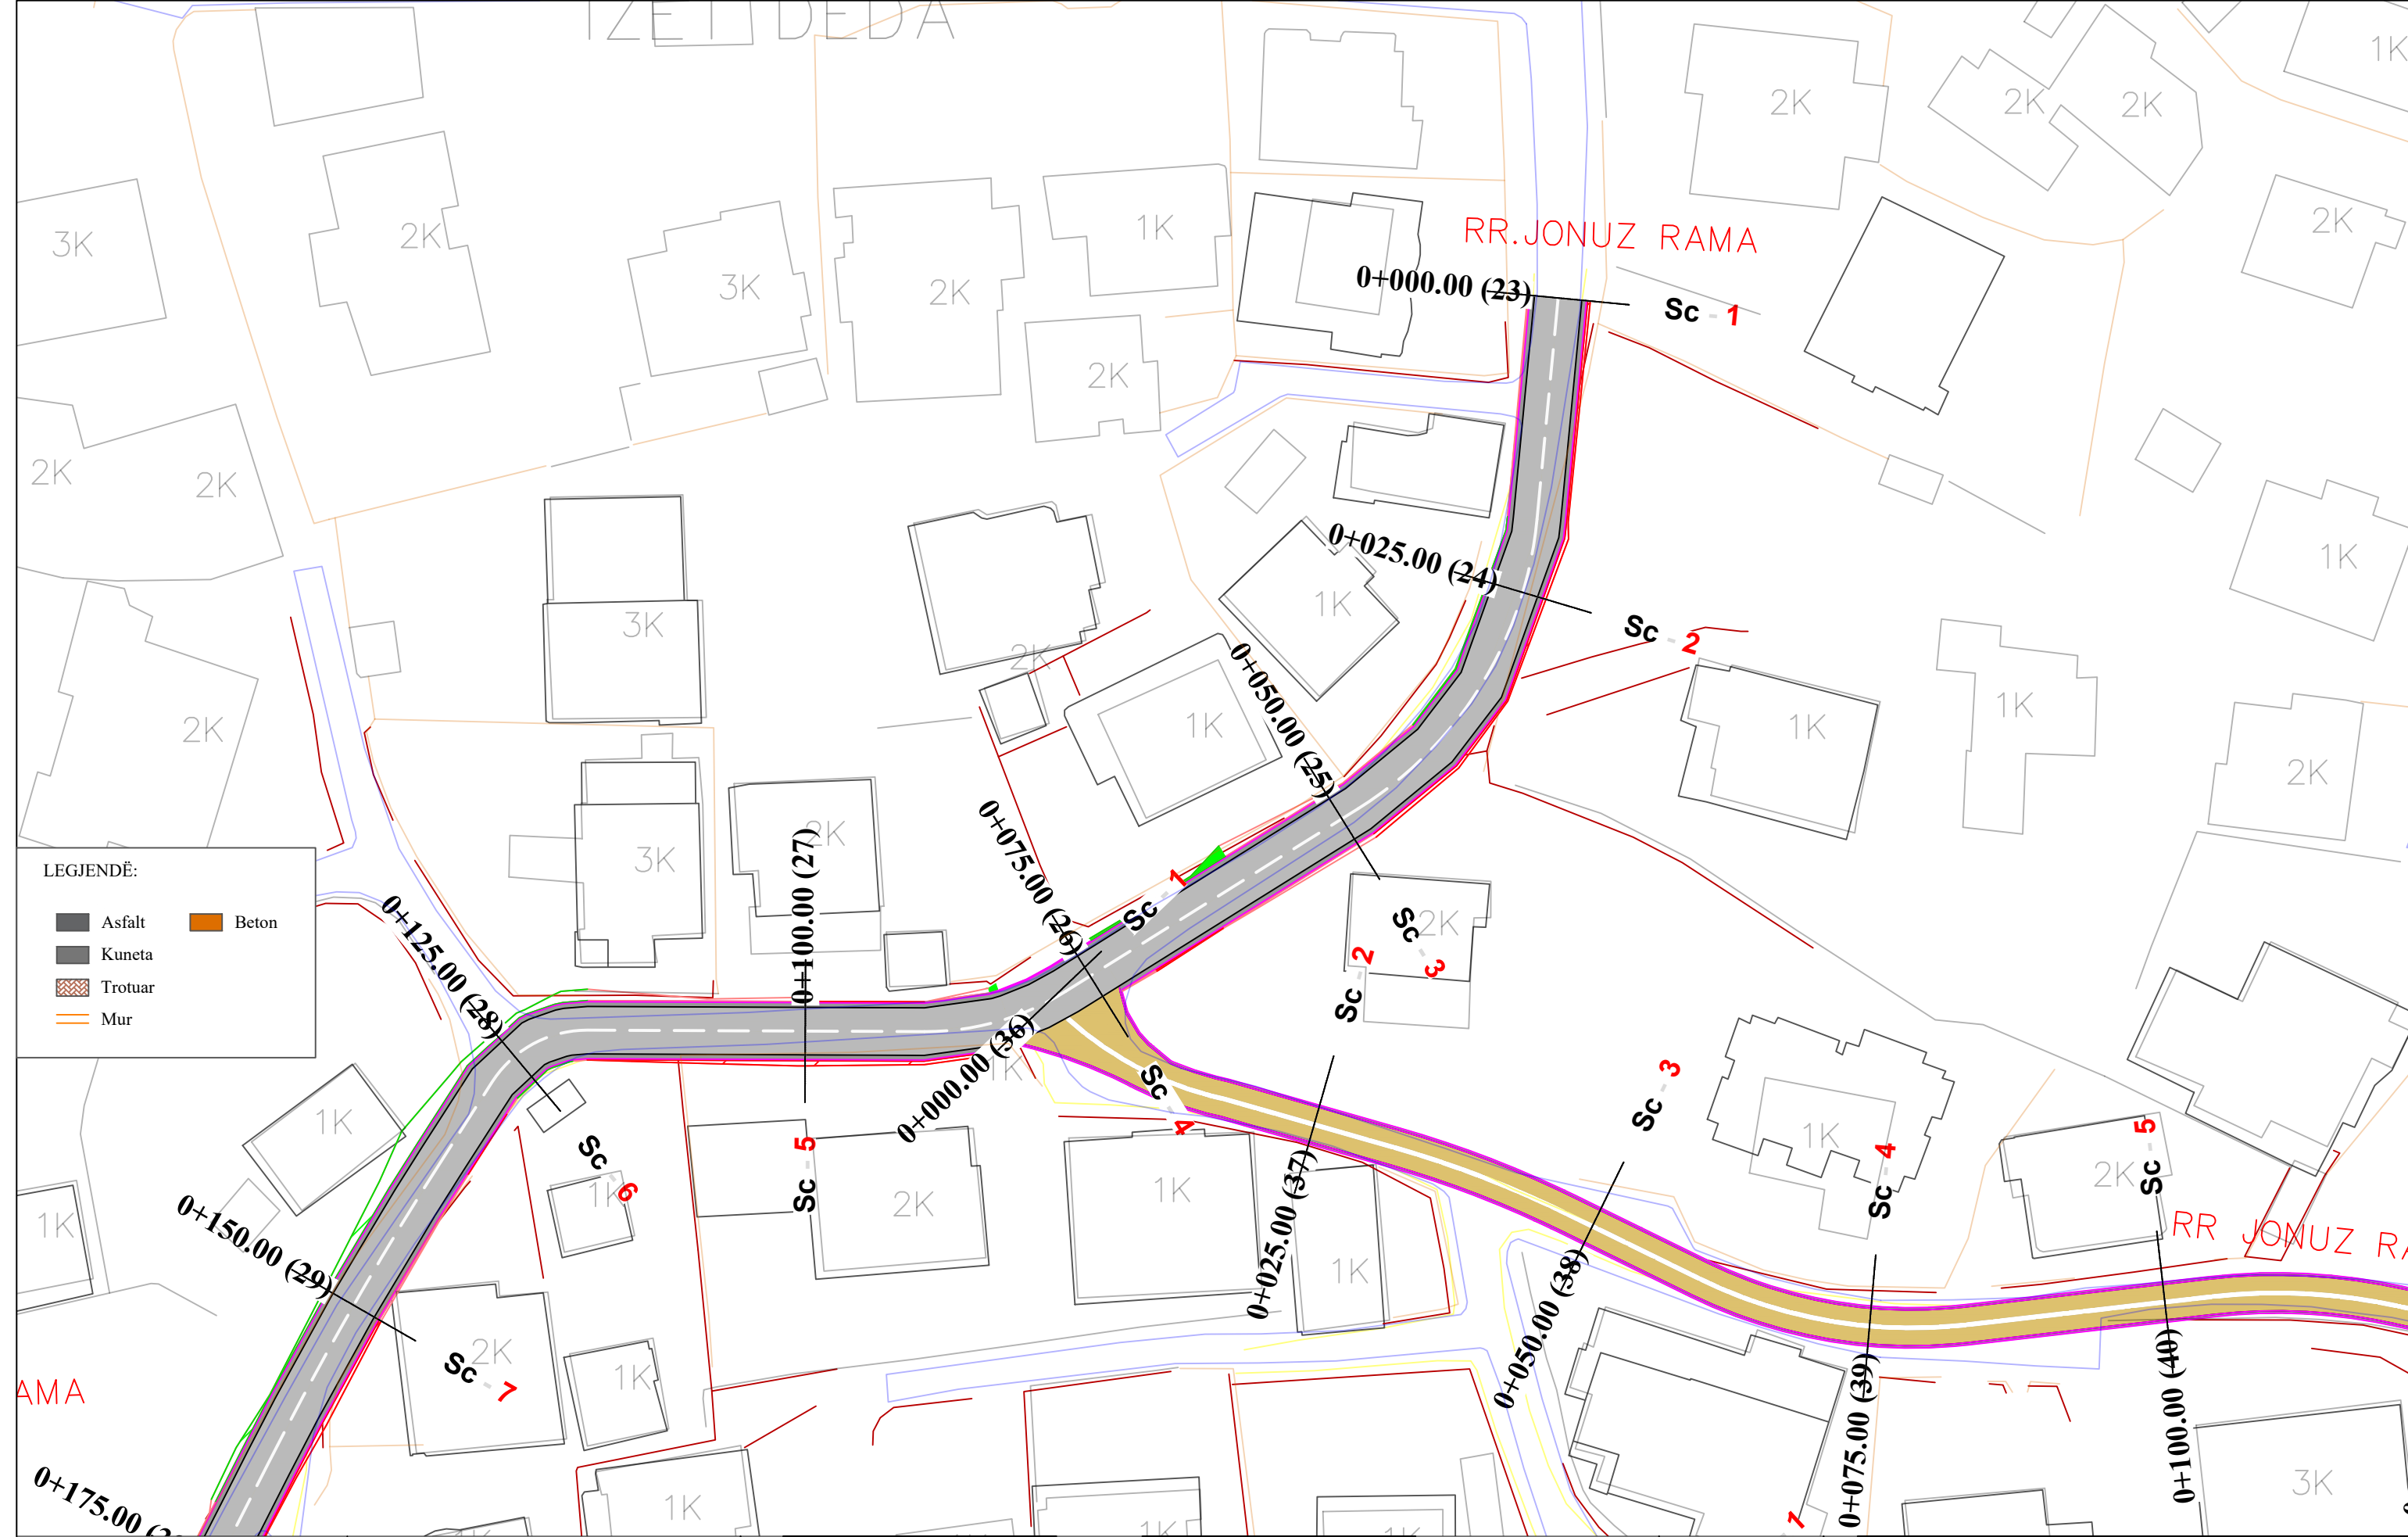 IZET DEDA
1K
2K
2K
2K
3K
2K
1K
2K
RR.JONUZ RAMA
0+000.00 (23)
Sc - 1
3K
2K
2K
2K
2K
0+025.00 (24)
1K
1K
3K
Sc - 2
2K
0+050.00 (25)
1K
1K
1K
2K
2K
0+075.00 (26)
2K
0+100.00 (27)
3K
LEGJENDË:
Asfalt
Beton
Kuneta
Trotuar
Mur
0+125.00 (28)
Sc - 1
Sc - 3
2K
Sc - 2
0+000.00 (36)
1K
Sc - 4
Sc - 3
1K
Sc - 4
Sc - 5
2K
1K
Sc - 6
1K
Sc - 5
2K
1K
0+025.00 (37)
1K
1K
0+150.00 (29)
RR JONUZ RA
0+050.00 (38)
2K
Sc - 7
1K
AMA
0+075.00 (39)
0+100.00 (40)
3K
0+175.00
1K
1K
1K
1